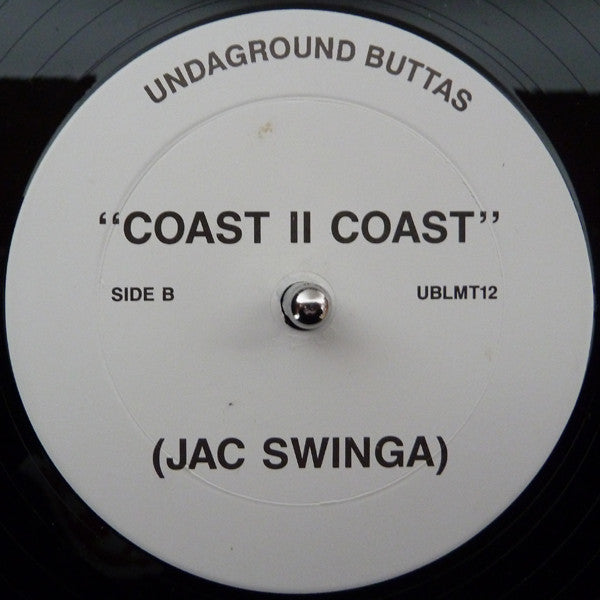 UNDAGROUND BUTTAS
“COAST II COAST”
SIDE B
UBLMT12
(JAC SWINGA)